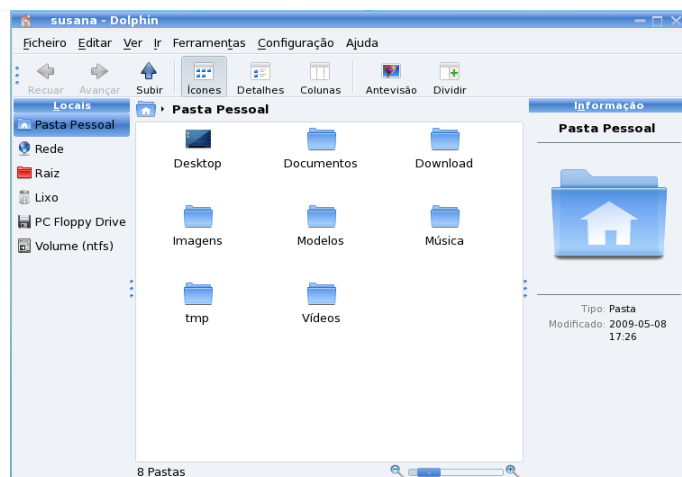 susana - Dolphin
Ficheiro Editar Ver Ir Ferramentas Configuração Ajuda
Recuar Avançar Subir Ícones Detalhes Colunas Antevisão Dividir
Locais
Pasta Pessoal
Rede
Raiz
Lixo
PC Floppy Drive
Volume (ntfs)
Pasta Pessoal
Desktop Documentos Download
Imagens Modelos Música
tmp Vídeos
8 Pastas
Informação
Pasta Pessoal
Tipo: Pasta
Modificado: 2009-05-08
17:26